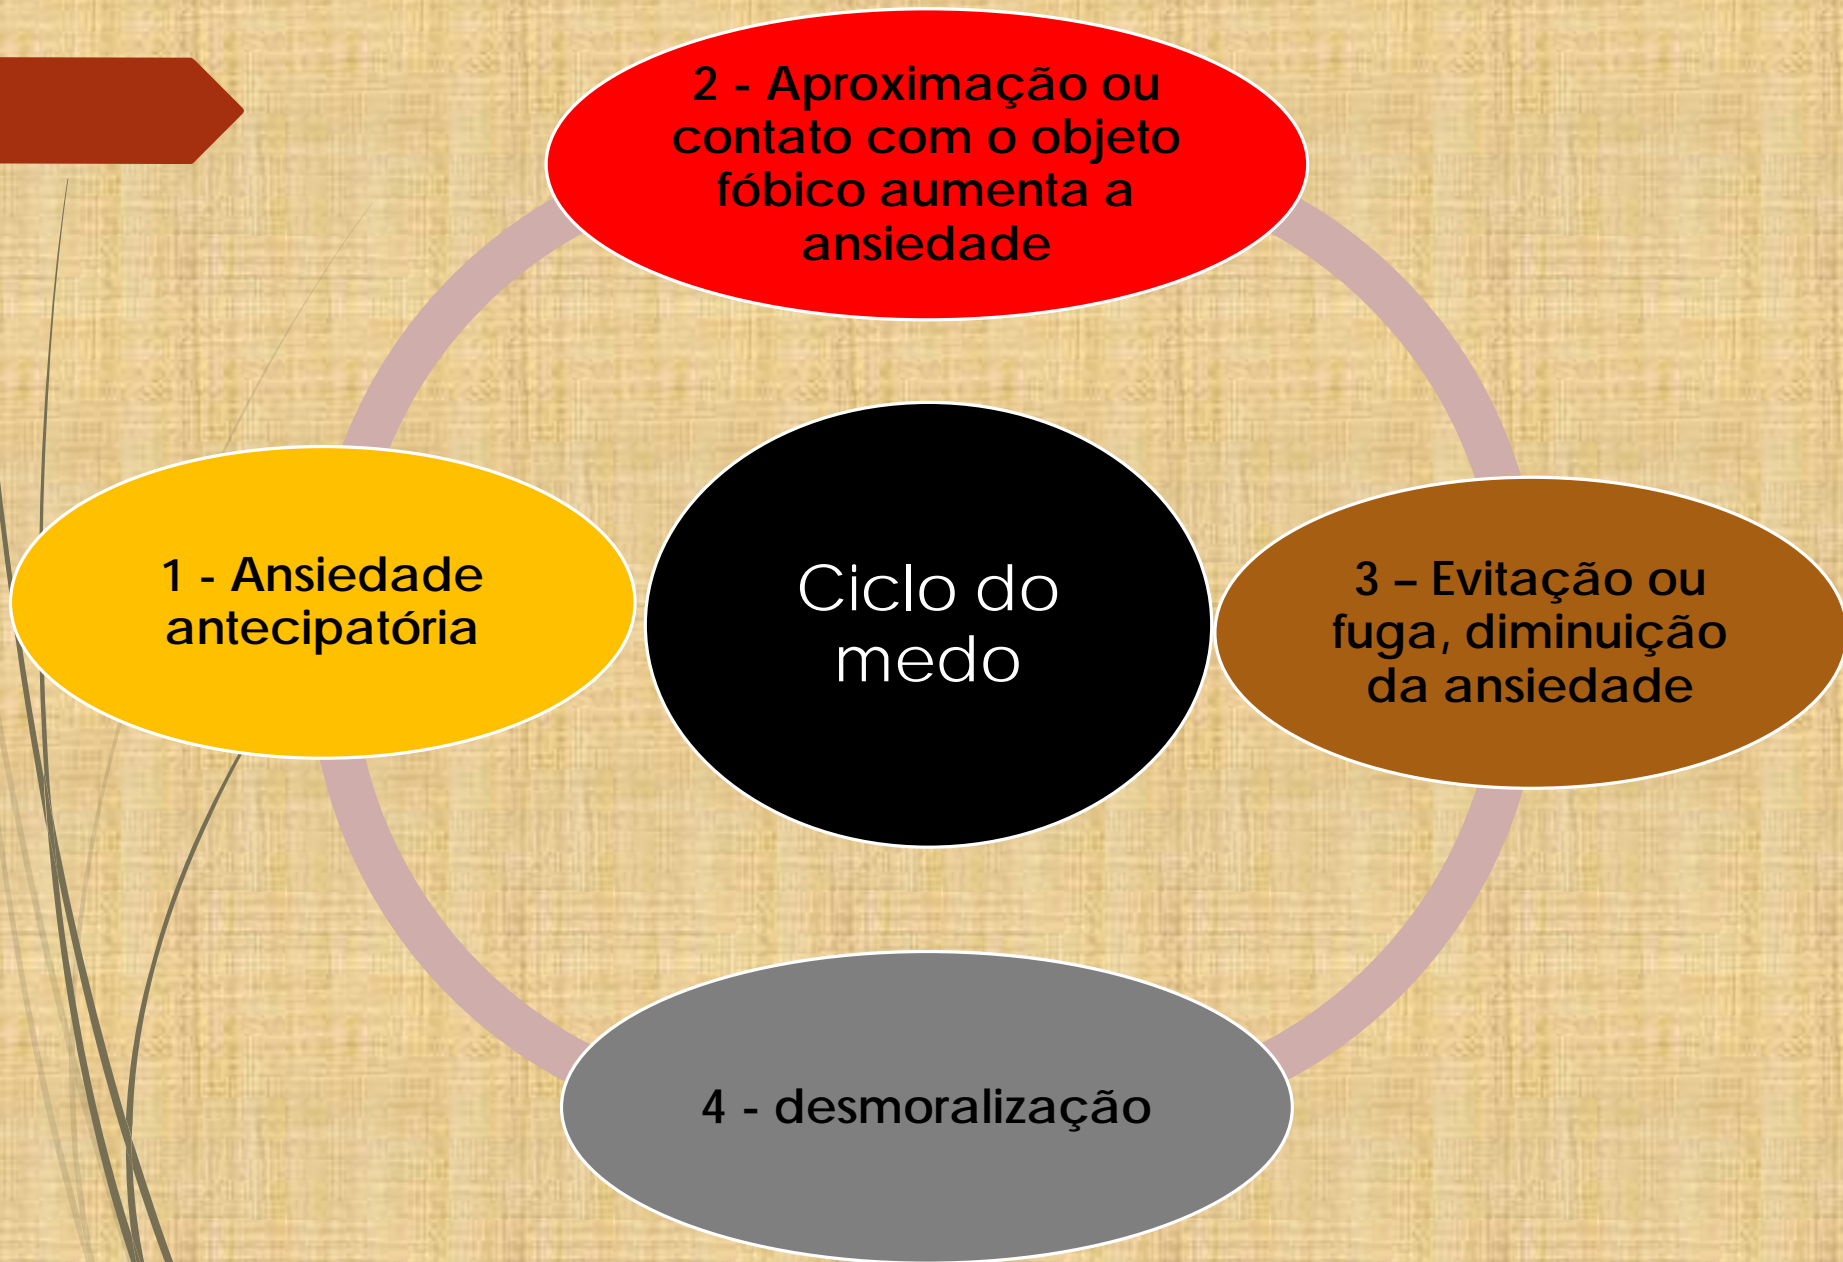 2 - Aproximação ou
contato com o objeto
fóbico aumenta a
ansiedade
1 - Ansiedade
antecipatória
Ciclo do
medo
3 – Evitação ou
fuga, diminuição
da ansiedade
4 - desmoralização